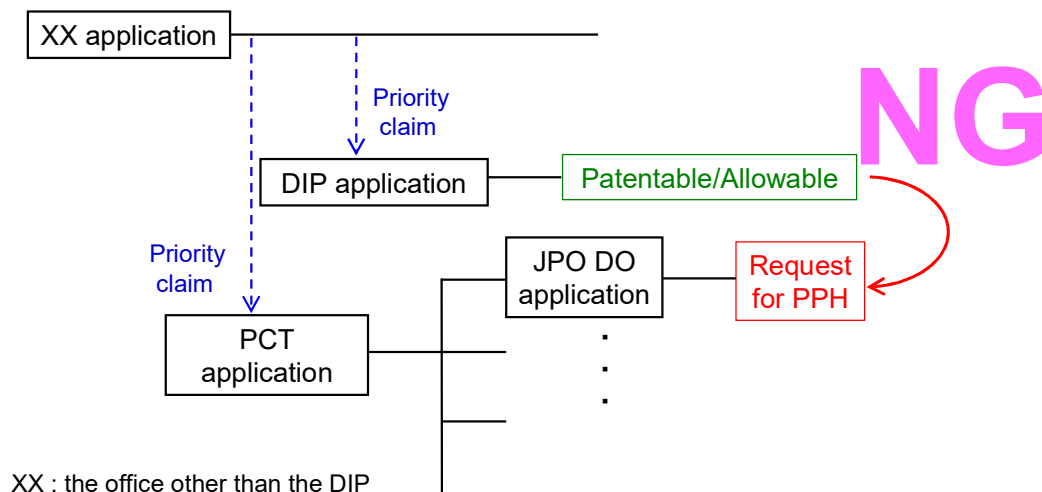 XX application
NG
Priority
claim
DIP application
Patentable/Allowable
Priority
claim
JPO DO
application
Request
for PPH
PCT
application
XX : the office other than the DIP